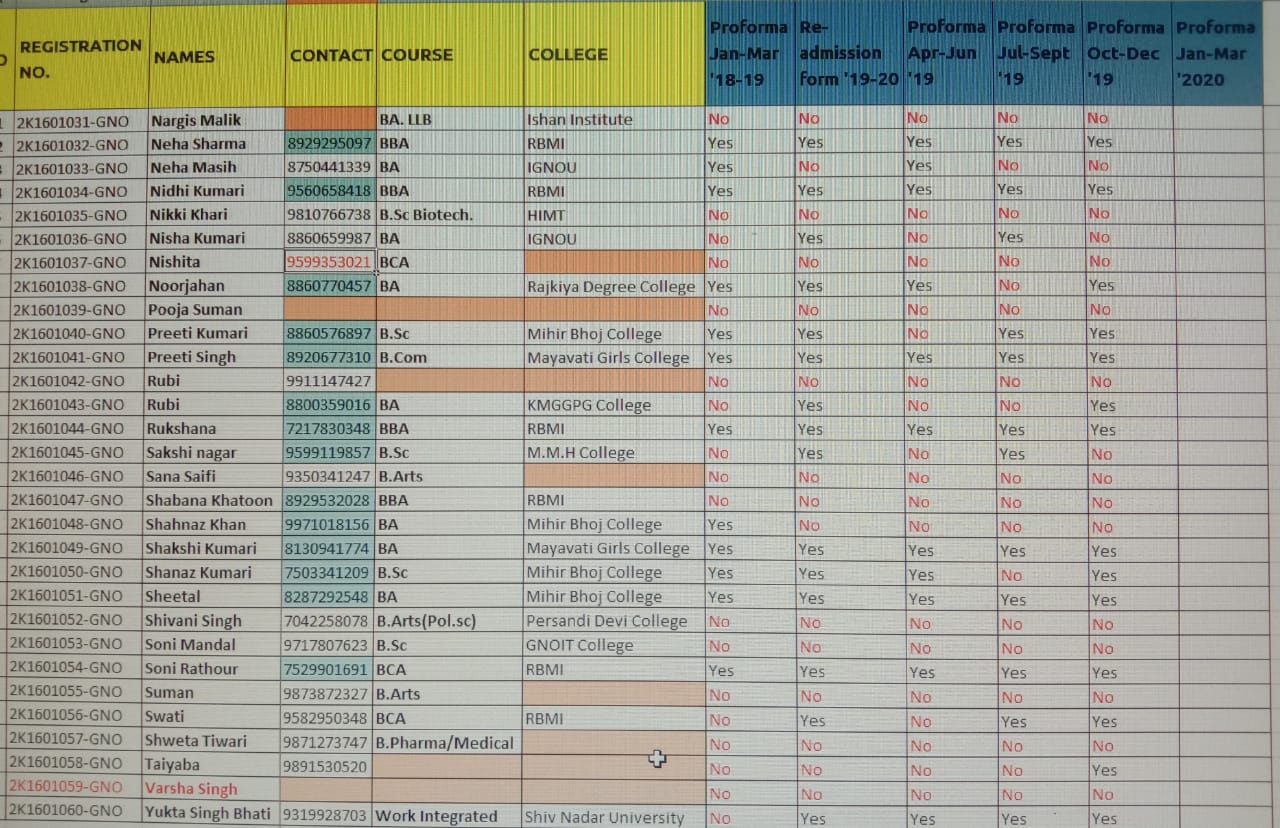 REGISTRATION NO. NAMES CONTACT COURSE COLLEGE Proforma Jan-Mar '18-19 Re-admission form '19-20 Proforma Apr-Jun '19 Proforma Jul-Sept '19 Proforma Oct-Dec '19 Proforma Jan-Mar '2020
2K1601031-GNO Nargis Malik BA. LLB Ishan Institute No No No No No
2K1601032-GNO Neha Sharma 8929295097 BBA RBMI Yes Yes Yes Yes Yes
2K1601033-GNO Neha Masih 8750441339 BA IGNOU Yes No Yes No No
2K1601034-GNO Nidhi Kumari 9560658418 BBA RBMI Yes Yes Yes Yes Yes
2K1601035-GNO Nikki Khari 9810766738 B.Sc Biotech. HIMT No No No No No
2K1601036-GNO Nisha Kumari 8860659987 BA IGNOU No Yes No Yes No
2K1601037-GNO Nishita 9599353021 BCA No No No No No
2K1601038-GNO Noorjahan 8860770457 BA Rajkiya Degree College Yes Yes Yes No Yes
2K1601039-GNO Pooja Suman No No No No No
2K1601040-GNO Preeti Kumari 8860576897 B.Sc Mihir Bhoj College Yes Yes No Yes Yes
2K1601041-GNO Preeti Singh 8920677310 B.Com Mayavati Girls College Yes Yes Yes Yes Yes
2K1601042-GNO Rubi 9911147427 No No No No No
2K1601043-GNO Rubi 8800359016 BA KMGGPG College No Yes No No Yes
2K1601044-GNO Rukshana 7217830348 BBA RBMI Yes Yes Yes Yes Yes
2K1601045-GNO Sakshi nagar 9599119857 B.Sc M.M.H College No Yes No Yes No
2K1601046-GNO Sana Saifi 9350341247 B.Arts No No No No No
2K1601047-GNO Shabana Khatoon 8929532028 BBA RBMI No No No No No
2K1601048-GNO Shahnaz Khan 9971018156 BA Mihir Bhoj College Yes No No No No
2K1601049-GNO Shakshi Kumari 8130941774 BA Mayavati Girls College Yes Yes Yes Yes Yes
2K1601050-GNO Shanaz Kumari 7503341209 B.Sc Mihir Bhoj College Yes Yes Yes No Yes
2K1601051-GNO Sheetal 8287292548 BA Mihir Bhoj College Yes Yes Yes Yes Yes
2K1601052-GNO Shivani Singh 7042258078 B.Arts(Pol.sc) Persandi Devi College No No No No No
2K1601053-GNO Soni Mandal 9717807623 B.Sc GNOIT College No No No No No
2K1601054-GNO Soni Rathour 7529901691 BCA RBMI Yes Yes Yes Yes Yes
2K1601055-GNO Suman 9873872327 B.Arts No No No No No
2K1601056-GNO Swati 9582950348 BCA RBMI No Yes No Yes Yes
2K1601057-GNO Shweta Tiwari 9871273747 B.Pharma/Medical No No No No No
2K1601058-GNO Taiyaba 9891530520 No No No No Yes
2K1601059-GNO Varsha Singh No No No No No
2K1601060-GNO Yukta Singh Bhati 9319928703 Work Integrated Shiv Nadar University No Yes Yes Yes Yes